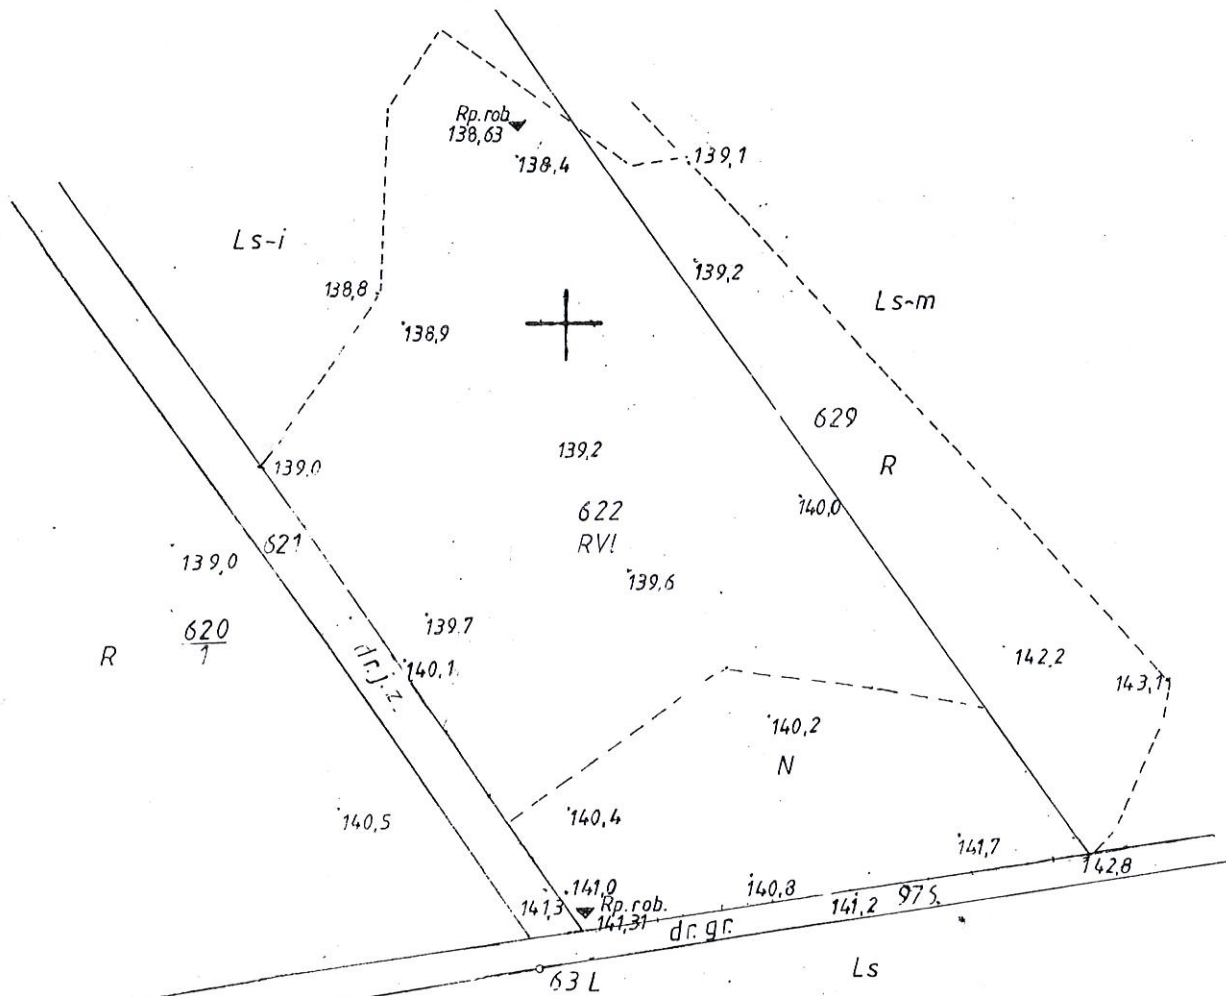 Rp. rob.
138,63
138,4
139,1
Ls-i
139,2
138,8
Ls-m
138,9
629
139,2
R
139,0
140,0
622
RVI
621
139,0
139,6
139,7
620
1
R
dr. j. z.
140,1
142,2
143,1
140,2
N
140,5
140,4
141,7
142,8
141,0
140,8
141,3
Rp. rob.
141,31
141,2
975
dr. gr.
63 L
Ls